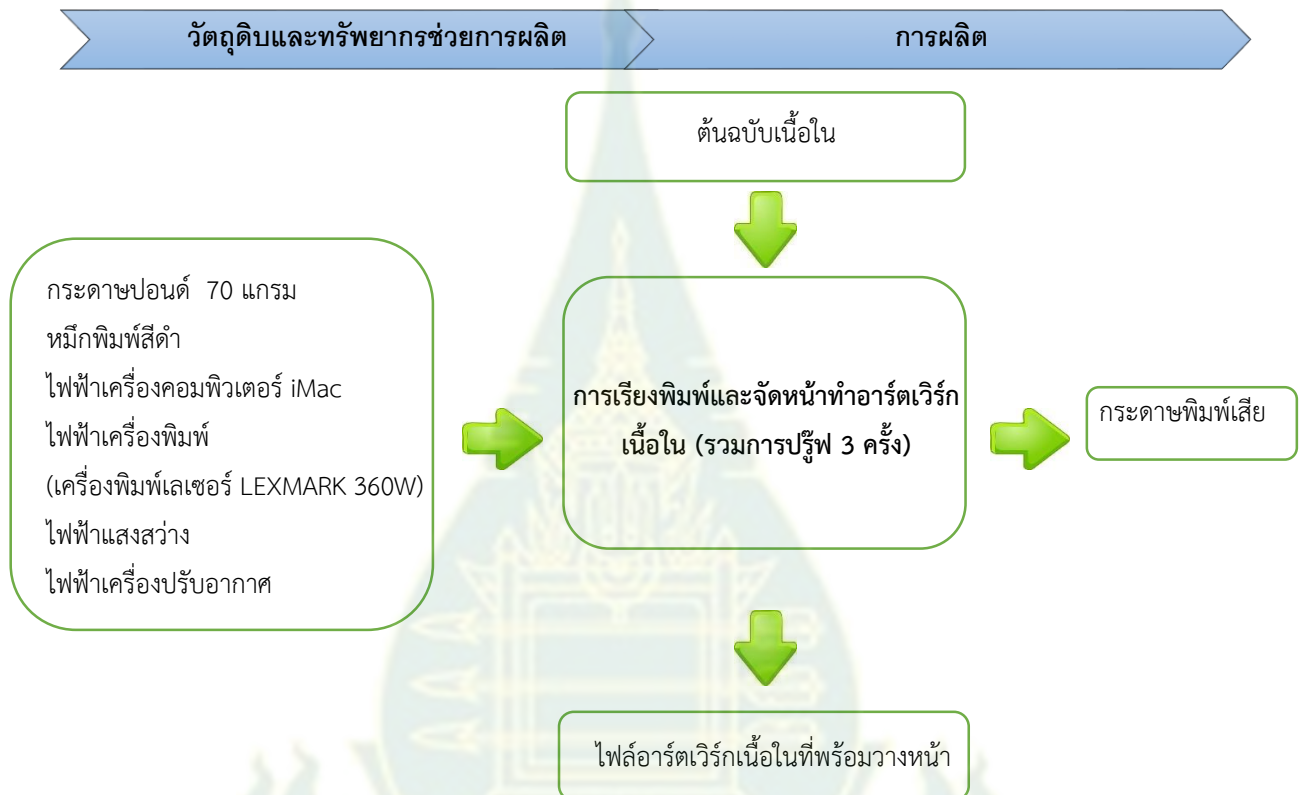 วัตถุดิบและทรัพยากรช่วยการผลิต
การผลิต
ต้นฉบับเนื้อใน
กระดาษปอนด์ 70 แกรม
หมึกพิมพ์สีดำ
ไฟฟ้าเครื่องคอมพิวเตอร์ iMac
ไฟฟ้าเครื่องพิมพ์
(เครื่องพิมพ์เลเซอร์ LEXMARK 360W)
ไฟฟ้าแสงสว่าง
ไฟฟ้าเครื่องปรับอากาศ
การเรียงพิมพ์และจัดหน้าทำอาร์ตเวิร์ก
เนื้อใน (รวมการปรู๊ฟ 3 ครั้ง)
กระดาษพิมพ์เสีย
ไฟล์อาร์ตเวิร์กเนื้อในที่พร้อมวางหน้า